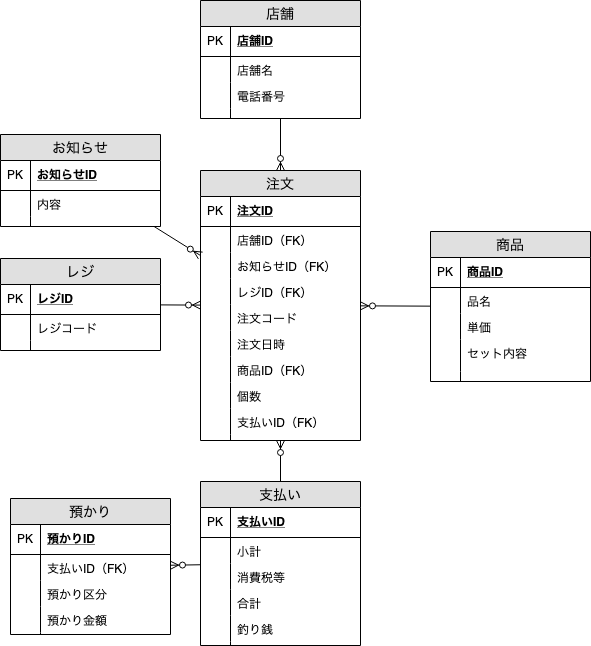 店舗
PK 店舗ID
店舗名
電話番号
お知らせ
PK お知らせID
内容
レジ
PK レジID
レジコード
注文
PK 注文ID
店舗ID（FK）
お知らせID（FK）
レジID（FK）
注文コード
注文日時
商品ID（FK）
個数
支払いID（FK）
商品
PK 商品ID
品名
単価
セット内容
支払い
PK 支払いID
小計
消費税等
合計
釣り銭
預かり
PK 預かりID
支払いID（FK）
預かり区分
預かり金額